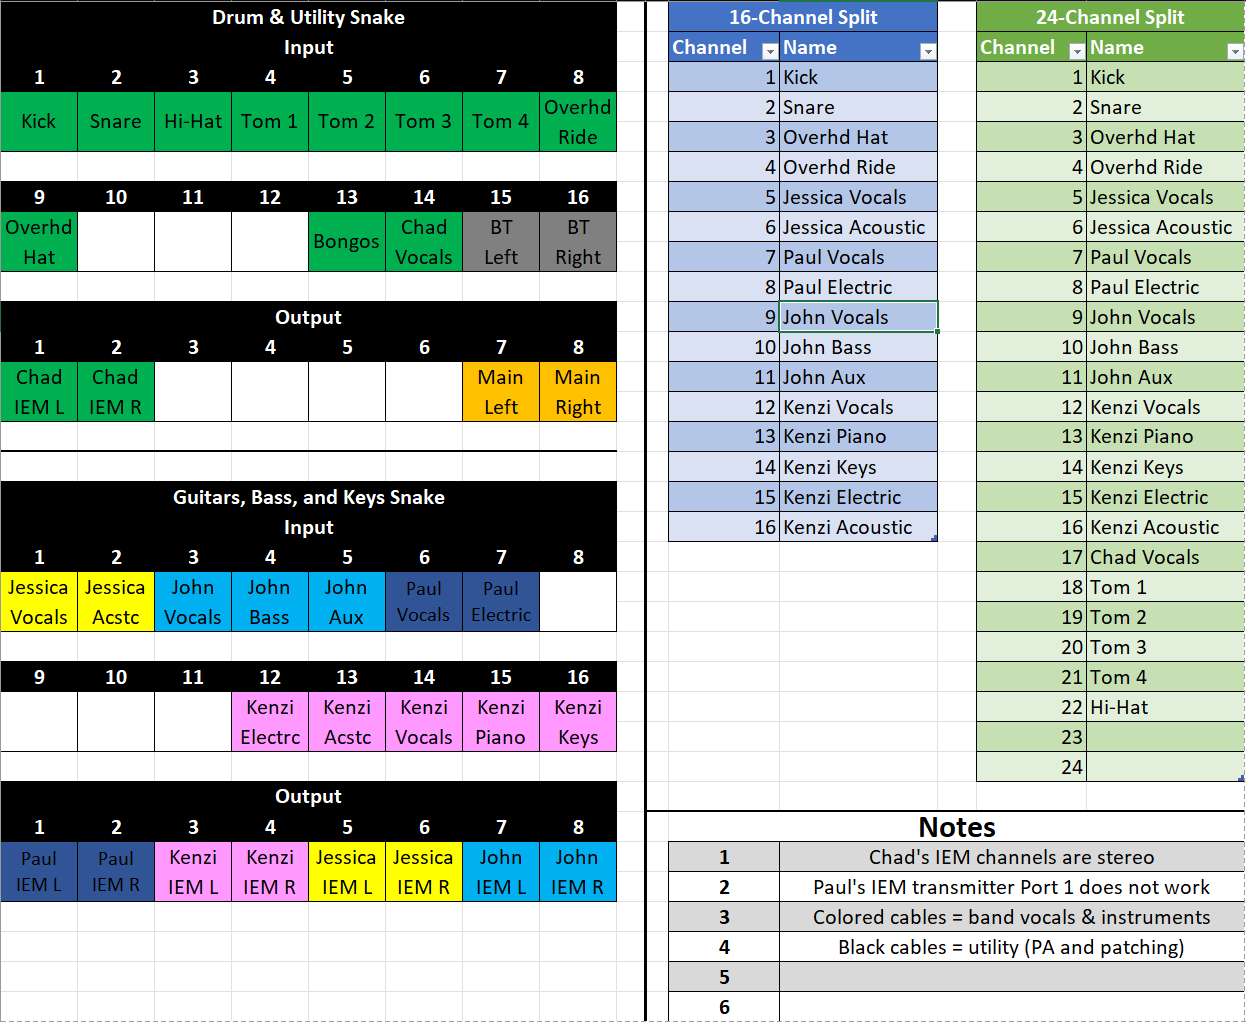 Drum & Utility Snake
Input
1 2 3 4 5 6 7 8
Kick Snare Hi-Hat Tom 1 Tom 2 Tom 3 Tom 4 Overhd Ride
9 10 11 12 13 14 15 16
Overhd Hat Bongos Chad Vocals BT Left BT Right
Output
1 2 3 4 5 6 7 8
Chad IEM L Chad IEM R Main Left Main Right
Guitars, Bass, and Keys Snake
Input
1 2 3 4 5 6 7 8
Jessica Vocals Jessica Acstc John Vocals John Bass John Aux Paul Vocals Paul Electric
9 10 11 12 13 14 15 16
Kenzi Electrc Kenzi Acstc Kenzi Vocals Kenzi Piano Kenzi Keys
Output
1 2 3 4 5 6 7 8
Paul IEM L Paul IEM R Kenzi IEM L Kenzi IEM R Jessica IEM L Jessica IEM R John IEM L John IEM R
16-Channel Split
Channel Name
1 Kick
2 Snare
3 Overhd Hat
4 Overhd Ride
5 Jessica Vocals
6 Jessica Acoustic
7 Paul Vocals
8 Paul Electric
9 John Vocals
10 John Bass
11 John Aux
12 Kenzi Vocals
13 Kenzi Piano
14 Kenzi Keys
15 Kenzi Electric
16 Kenzi Acoustic
24-Channel Split
Channel Name
1 Kick
2 Snare
3 Overhd Hat
4 Overhd Ride
5 Jessica Vocals
6 Jessica Acoustic
7 Paul Vocals
8 Paul Electric
9 John Vocals
10 John Bass
11 John Aux
12 Kenzi Vocals
13 Kenzi Piano
14 Kenzi Keys
15 Kenzi Electric
16 Kenzi Acoustic
17 Chad Vocals
18 Tom 1
19 Tom 2
20 Tom 3
21 Tom 4
22 Hi-Hat
23
24
Notes
1 Chad's IEM channels are stereo
2 Paul's IEM transmitter Port 1 does not work
3 Colored cables = band vocals & instruments
4 Black cables = utility (PA and patching)
5
6